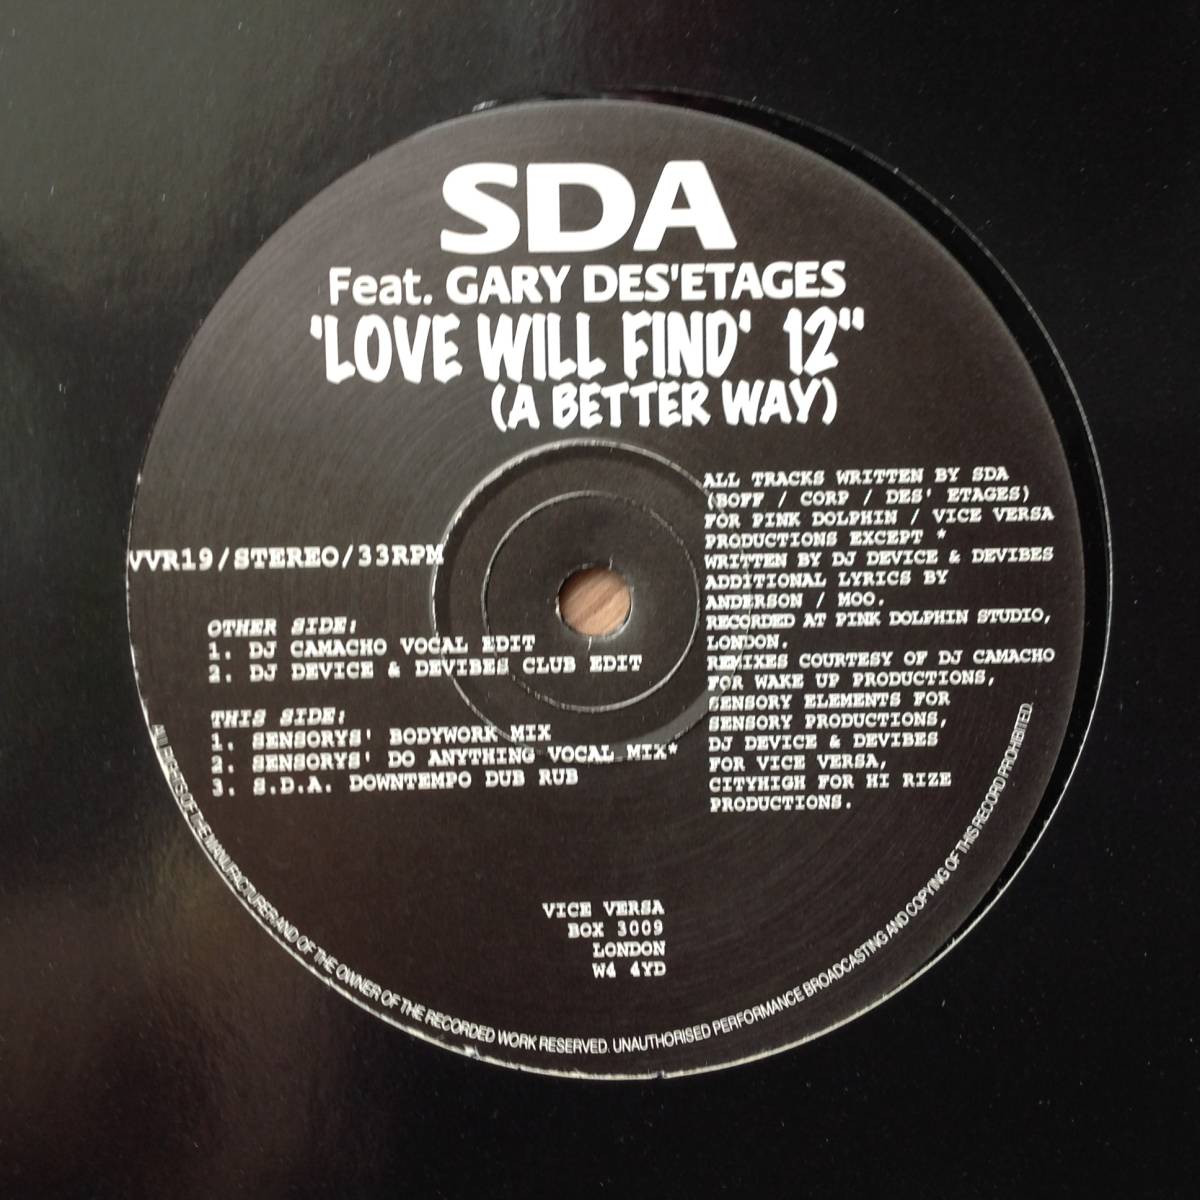 SDA
Feat. GARY DES'ETAGES
'LOVE WILL FIND' 12"
(A BETTER WAY)
VVR19/STEREO/33RPM
OTHER SIDE:
1. DJ CAMACHO VOCAL EDIT
2. DJ DEVICE & DEVIBES CLUB EDIT
THIS SIDE:
1. SENSORYS' BODYWORK MIX
2. SENSORYS' DO ANYTHING VOCAL MIX*
3. S.D.A. DOWNTEMPO DUB RUB
ALL TRACKS WRITTEN BY SDA
(BOFF / CORP / DES' ETAGES)
FOR PINK DOLPHIN / VICE VERSA
PRODUCTIONS EXCEPT *
WRITTEN BY DJ DEVICE & DEVIBES
ADDITIONAL LYRICS BY
ANDERSON / MOO.
RECORDED AT PINK DOLPHIN STUDIO,
LONDON.
REMIXES COURTESY OF DJ CAMACHO
FOR WAKE UP PRODUCTIONS,
SENSORY ELEMENTS FOR
SENSORY PRODUCTIONS,
DJ DEVICE & DEVIBES
FOR VICE VERSA,
CITYHIGH FOR HI RIZE
PRODUCTIONS.
VICE VERSA
BOX 3009
LONDON
W4 4YD
ALL RIGHTS OF THE MANUFACTURER AND OF THE OWNER OF THE RECORDED WORK RESERVED. UNAUTHORISED PERFORMANCE BROADCASTING AND COPYING OF THIS RECORD PROHIBITED.